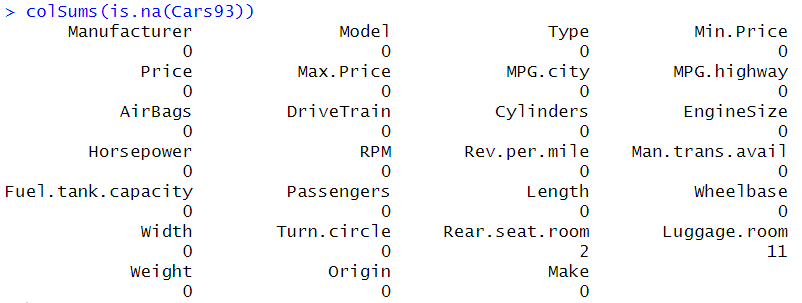 > colSums(is.na(Cars93))
Manufacturer Model Type Min.Price
0 0 0 0
Price Max.Price MPG.city MPG.highway
0 0 0 0
AirBags DriveTrain Cylinders EngineSize
0 0 0 0
Horsepower RPM Rev.per.mile Man.trans.avail
0 0 0 0
Fuel.tank.capacity Passengers Length Wheelbase
0 0 0 0
Width Turn.circle Rear.seat.room Luggage.room
0 0 2 11
Weight Origin Make
0 0 0